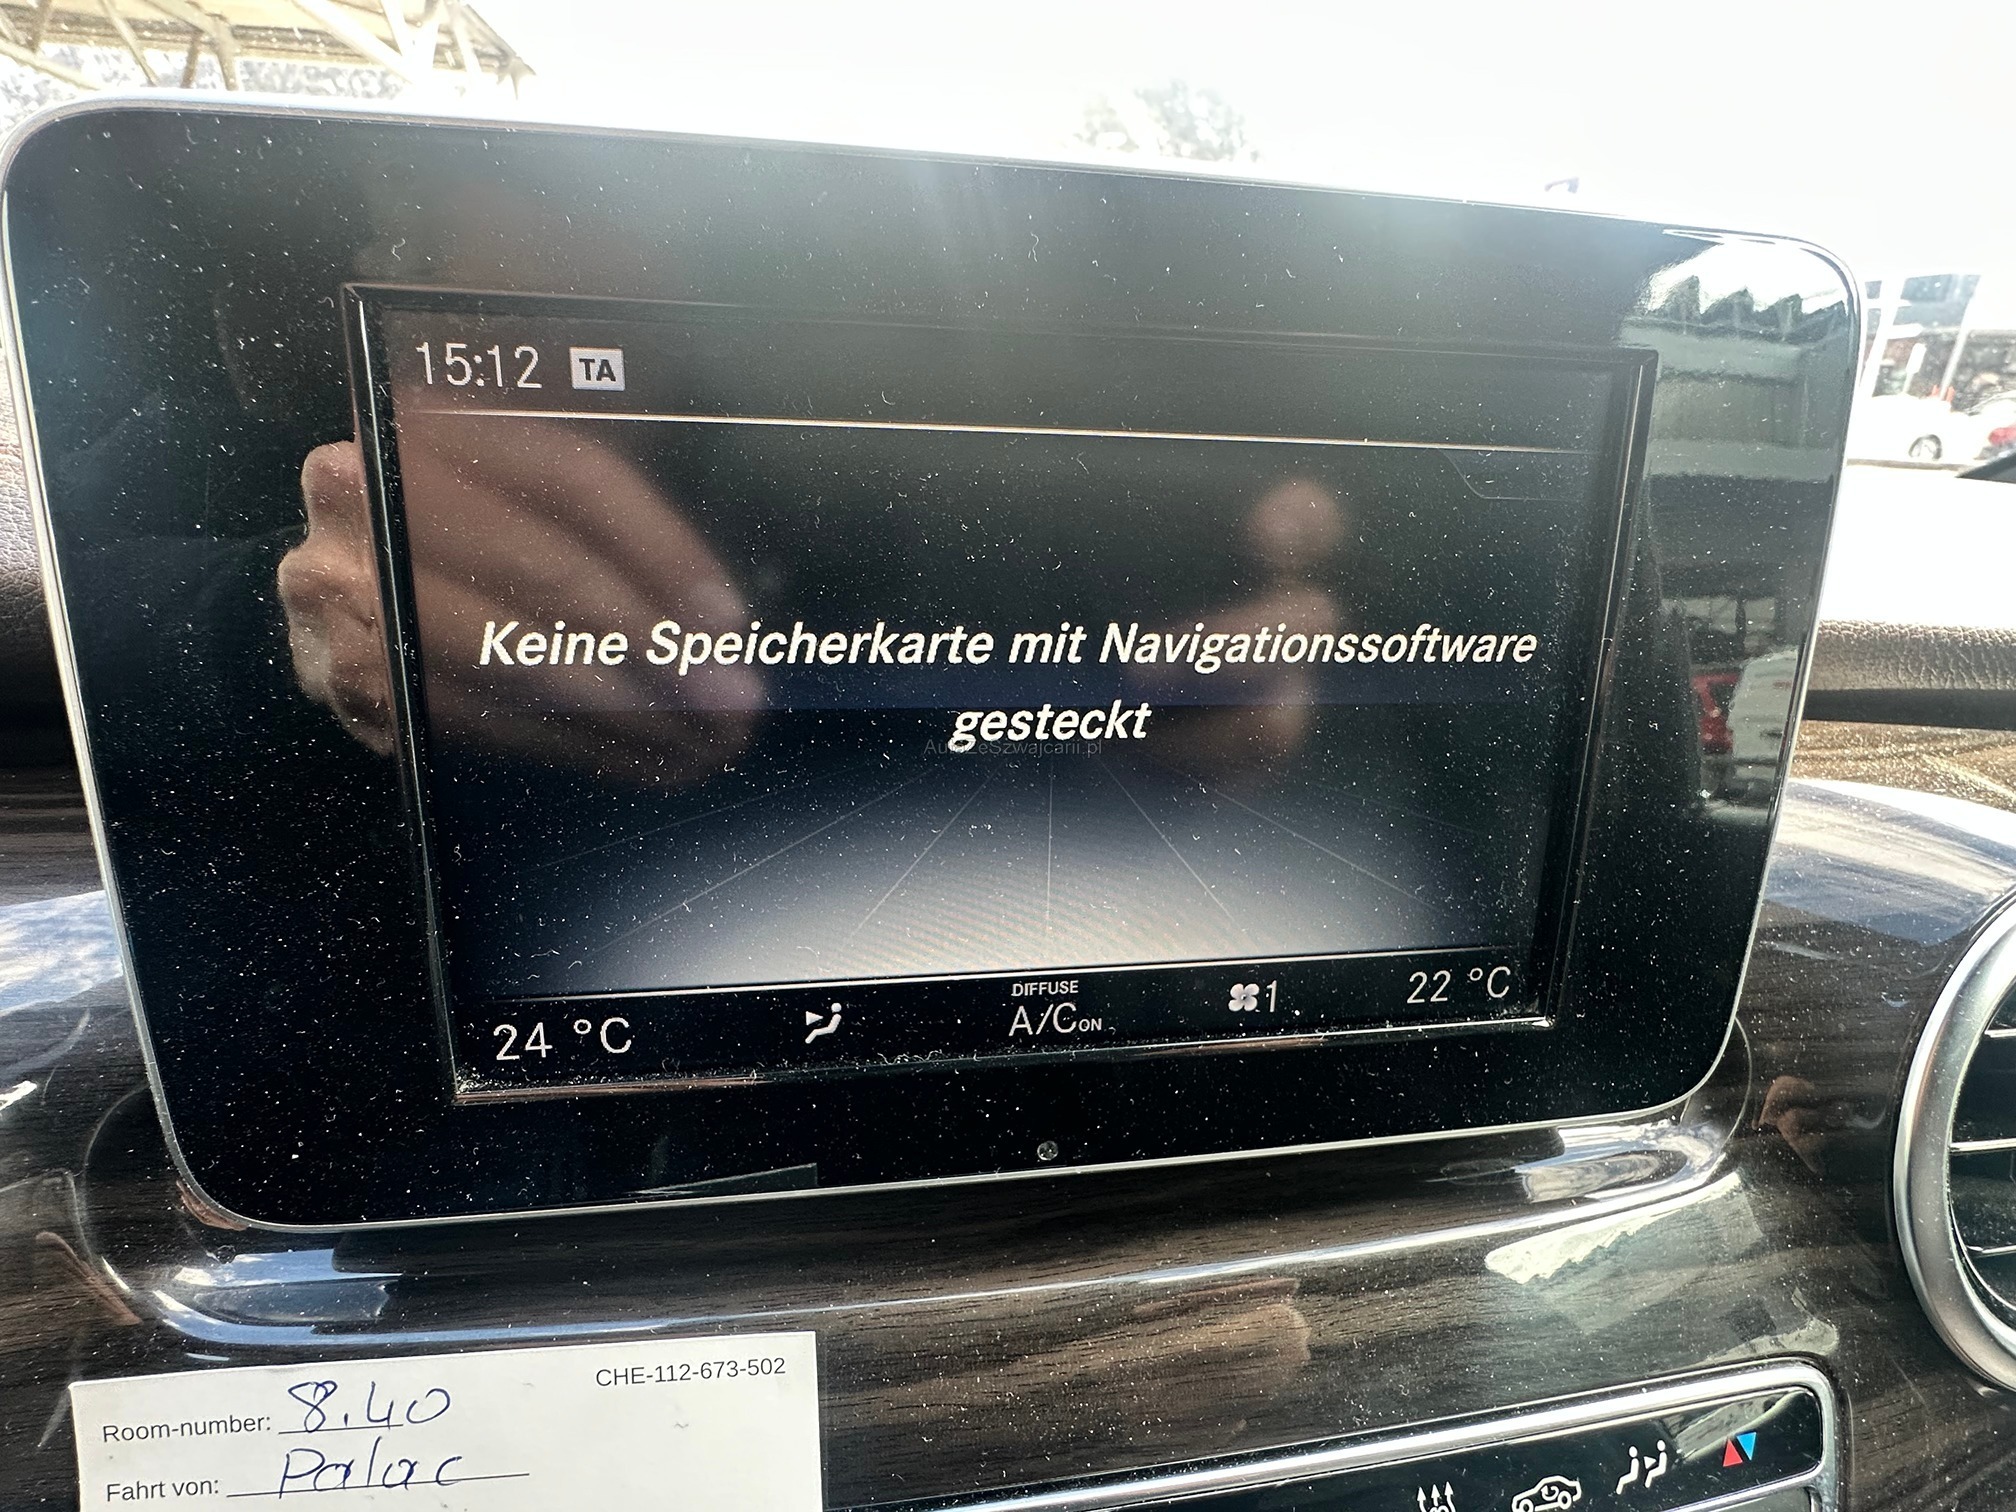 15:12 TA
Keine Speicherkarte mit Navigationssoftware
gesteckt
AutoZeSzwajcarii.pl
24 °C
DIFFUSE
A/C ON
1
22 °C
CHE-112-673-502
Room-number: 8.40
Fahrt von: Palac